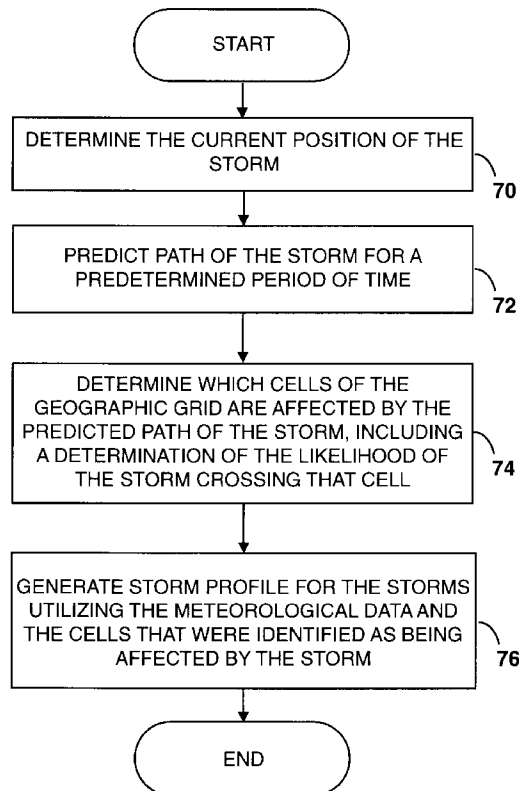 START
DETERMINE THE CURRENT POSITION OF THE
STORM
70
PREDICT PATH OF THE STORM FOR A
PREDETERMINED PERIOD OF TIME
72
DETERMINE WHICH CELLS OF THE
GEOGRAPHIC GRID ARE AFFECTED BY THE
PREDICTED PATH OF THE STORM, INCLUDING
A DETERMINATION OF THE LIKELIHOOD OF
THE STORM CROSSING THAT CELL
74
GENERATE STORM PROFILE FOR THE STORMS
UTILIZING THE METEOROLOGICAL DATA AND
THE CELLS THAT WERE IDENTIFIED AS BEING
AFFECTED BY THE STORM
76
END